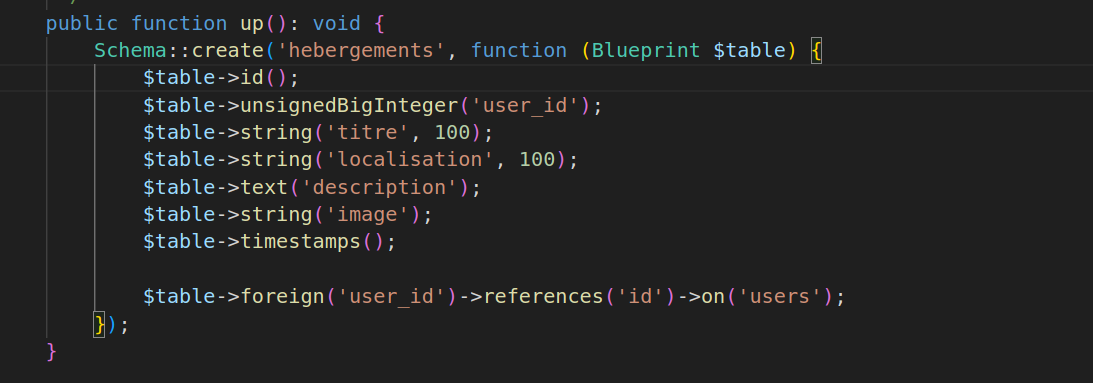 public function up(): void {
Schema::create('hebergements', function (Blueprint $table) {
$table->id();
$table->unsignedBigInteger('user_id');
$table->string('titre', 100);
$table->string('localisation', 100);
$table->text('description');
$table->string('image');
$table->timestamps();
$table->foreign('user_id')->references('id')->on('users');
});
}